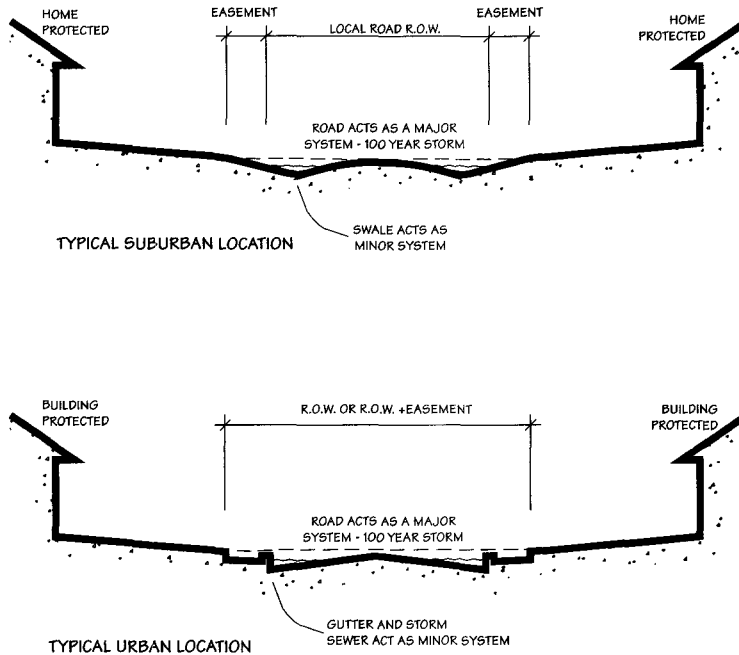 HOME
PROTECTED
EASEMENT
EASEMENT
HOME
PROTECTED
LOCAL ROAD R.O.W.
ROAD ACTS AS A MAJOR
SYSTEM - 100 YEAR STORM
SWALE ACTS AS
MINOR SYSTEM
TYPICAL SUBURBAN LOCATION
BUILDING
PROTECTED
R.O.W. OR R.O.W. +EASEMENT
BUILDING
PROTECTED
ROAD ACTS AS A MAJOR
SYSTEM - 100 YEAR STORM
GUTTER AND STORM
SEWER ACT AS MINOR SYSTEM
TYPICAL URBAN LOCATION